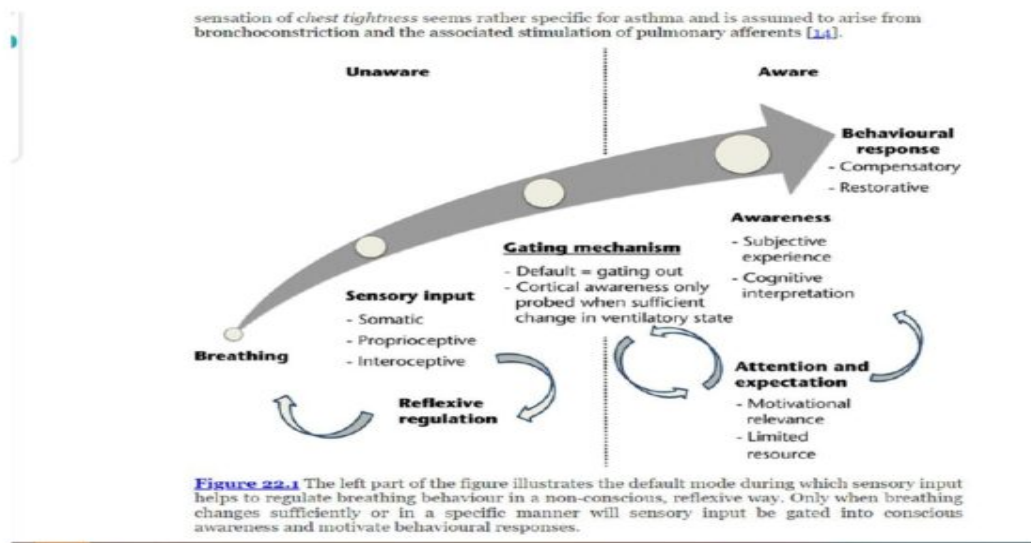 sensation of chest tightness seems rather specific for asthma and is assumed to arise from
bronchoconstriction and the associated stimulation of pulmonary afferents [14].
Unaware
Aware
Behavioural
response
- Compensatory
- Restorative
Awareness
- Subjective
experience
- Cognitive
interpretation
Gating mechanism
- Default = gating out
- Cortical awareness only
probed when sufficient
change in ventilatory state
Sensory input
- Somatic
- Proprioceptive
- Interoceptive
Breathing
Reflexive
regulation
Attention and
expectation
- Motivational
relevance
- Limited
resource
Figure 22.1 The left part of the figure illustrates the default mode during which sensory input
helps to regulate breathing behaviour in a non-conscious, reflexive way. Only when breathing
changes sufficiently or in a specific manner will sensory input be gated into conscious
awareness and motivate behavioural responses.